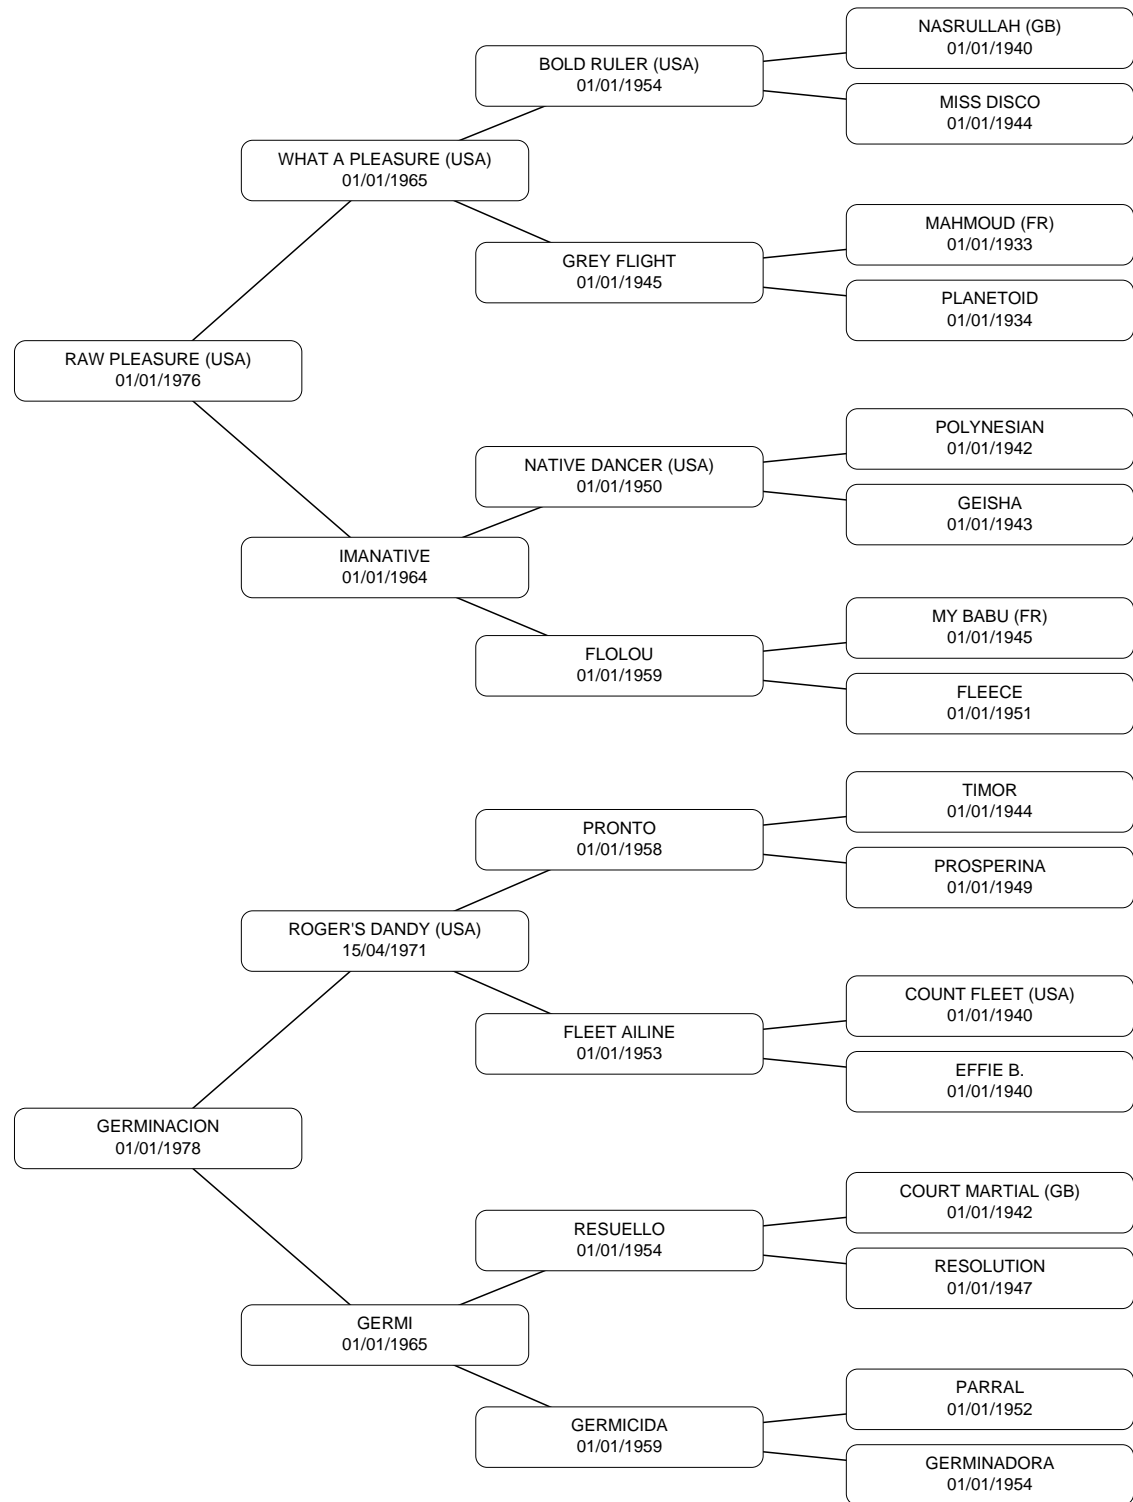 NASRULLAH (GB)
01/01/1940
BOLD RULER (USA)
01/01/1954
MISS DISCO
01/01/1944
WHAT A PLEASURE (USA)
01/01/1965
MAHMOUD (FR)
01/01/1933
GREY FLIGHT
01/01/1945
PLANETOID
01/01/1934
RAW PLEASURE (USA)
01/01/1976
POLYNESIAN
01/01/1942
NATIVE DANCER (USA)
01/01/1950
GEISHA
01/01/1943
IMANATIVE
01/01/1964
MY BABU (FR)
01/01/1945
FLOLOU
01/01/1959
FLEECE
01/01/1951
TIMOR
01/01/1944
PRONTO
01/01/1958
PROSPERINA
01/01/1949
ROGER'S DANDY (USA)
15/04/1971
COUNT FLEET (USA)
01/01/1940
FLEET AILINE
01/01/1953
EFFIE B.
01/01/1940
GERMINACION
01/01/1978
COURT MARTIAL (GB)
01/01/1942
RESUELLO
01/01/1954
RESOLUTION
01/01/1947
GERMI
01/01/1965
PARRAL
01/01/1952
GERMICIDA
01/01/1959
GERMINADORA
01/01/1954